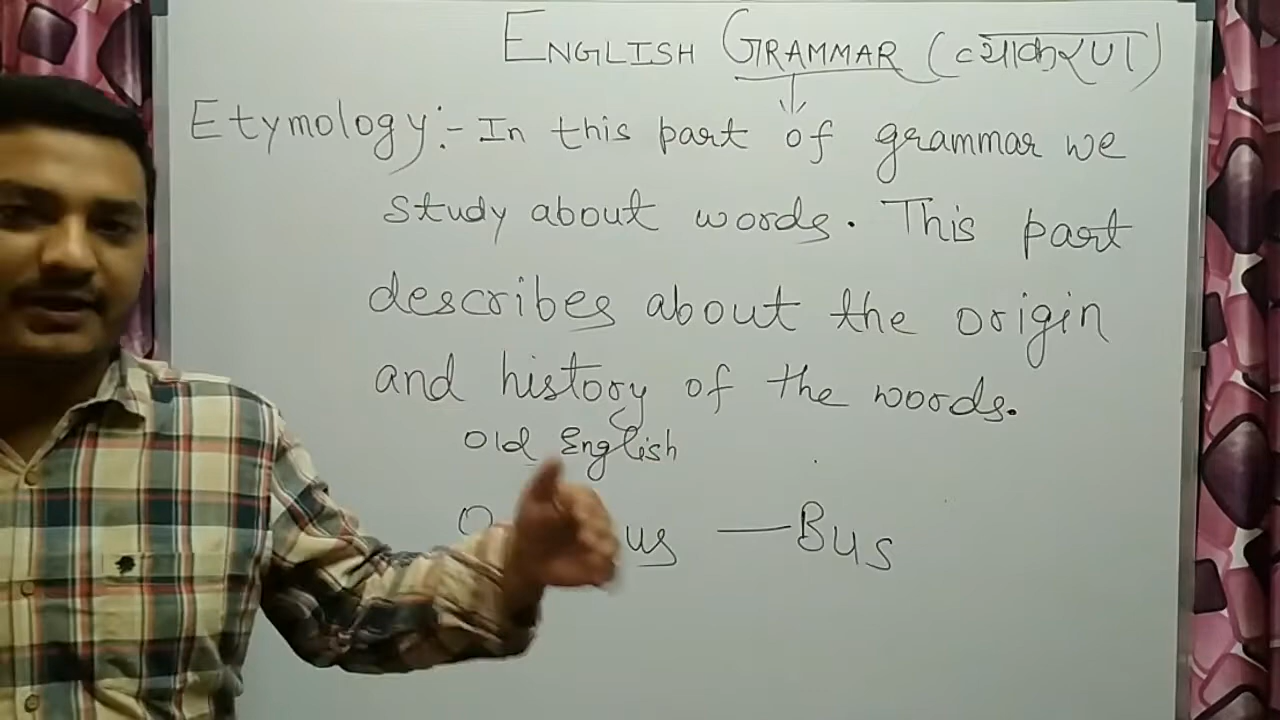 ENGLISH GRAMMAR (व्याकरण)
Etymology:- In this part of grammar we
study about words. This part
describes about the origin
and history of the words.
Old English
— Bus